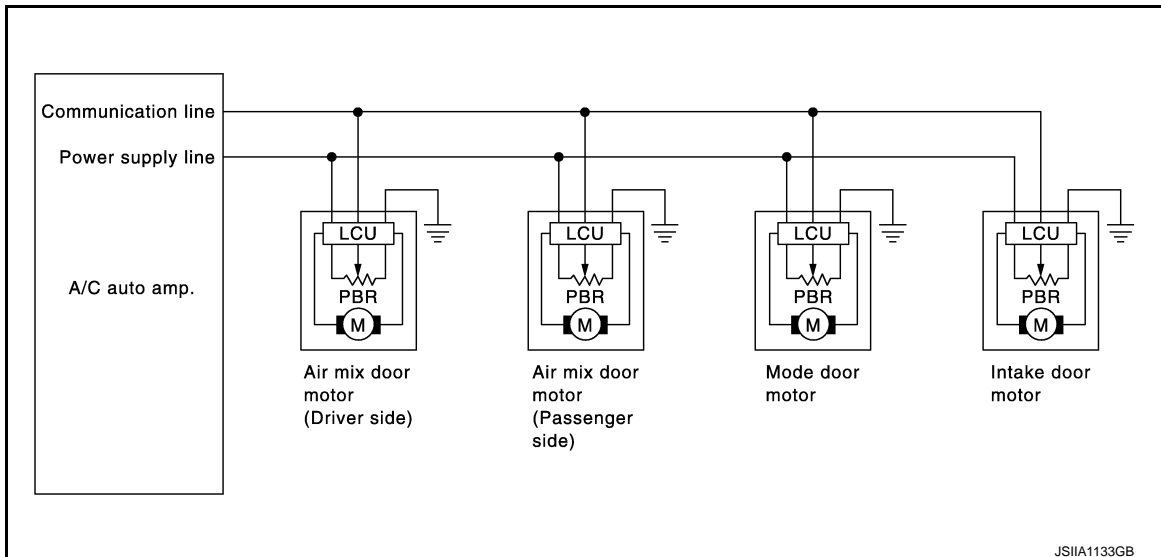 Communication line
Power supply line
A/C auto amp.
LCU
PBR
M
Air mix door
motor
(Driver side)
LCU
PBR
M
Air mix door
motor
(Passenger
side)
LCU
PBR
M
Mode door
motor
LCU
PBR
M
Intake door
motor
JSIIA1133GB